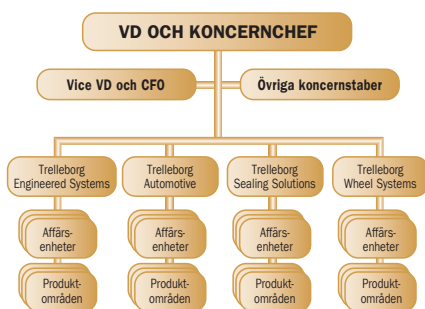 VD OCH KONCERNCHEF
Vice VD och CFO
Övriga koncernstaber
Trelleborg
Engineered Systems
Trelleborg
Automotive
Trelleborg
Sealing Solutions
Trelleborg
Wheel Systems
Affärs-
enheter
Affärs-
enheter
Affärs-
enheter
Affärs-
enheter
Produkt-
områden
Produkt-
områden
Produkt-
områden
Produkt-
områden